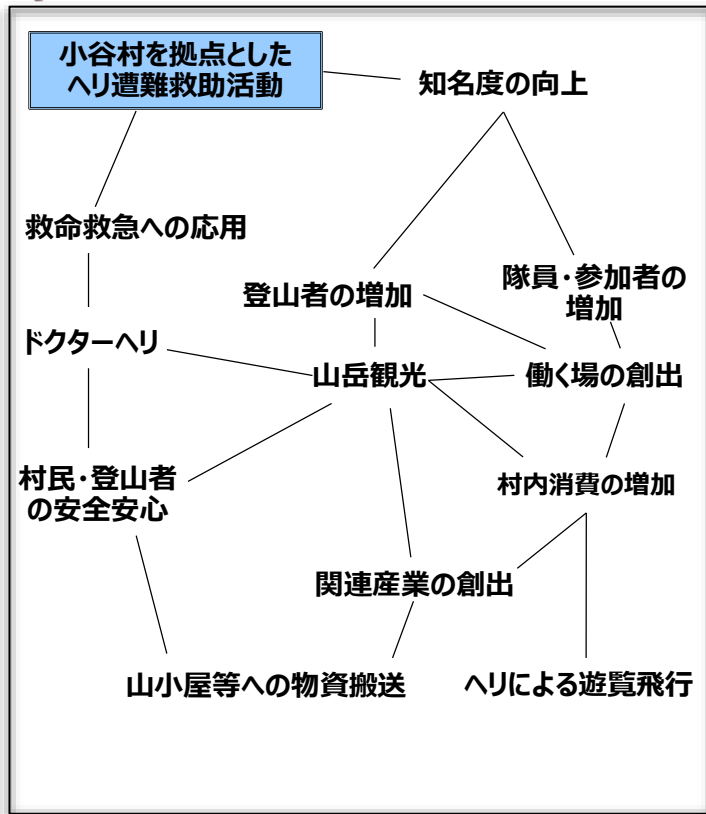 小谷村を拠点とした
ヘリ遭難救助活動
知名度の向上
救命救急への応用
登山者の増加
隊員・参加者の
増加
ドクターヘリ
山岳観光
働く場の創出
村民・登山者
の安全安心
村内消費の増加
関連産業の創出
山小屋等への物資搬送
ヘリによる遊覧飛行